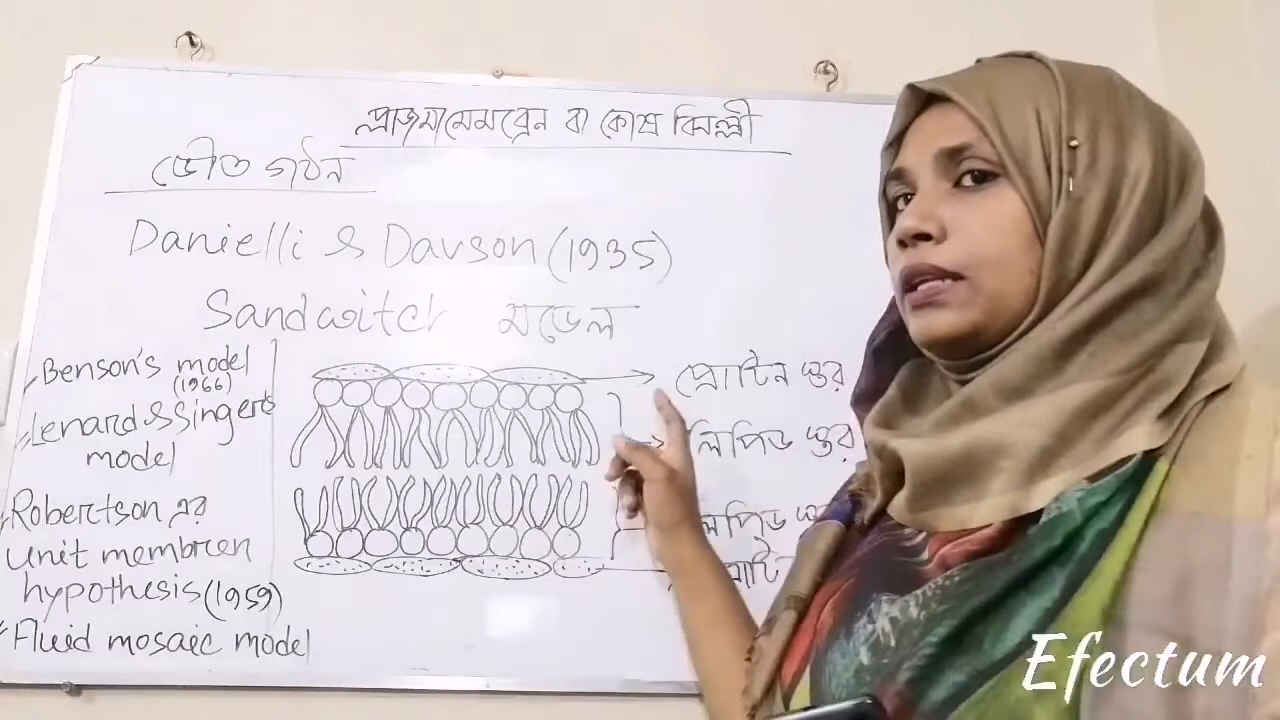 প্লাজমামেমব্রেন বা কোষ ঝিল্লী
ভৌত গঠন
Danielli & Davson (1935)
Sandwitch মডেল
Benson's model
(1966)
Lenard & Singer's
model
Robertson এর
unit membren
hypothesis (1959)
Fluid mosaic model
প্রোটিন স্তর
লিপিড স্তর
লিপিড
Efectum